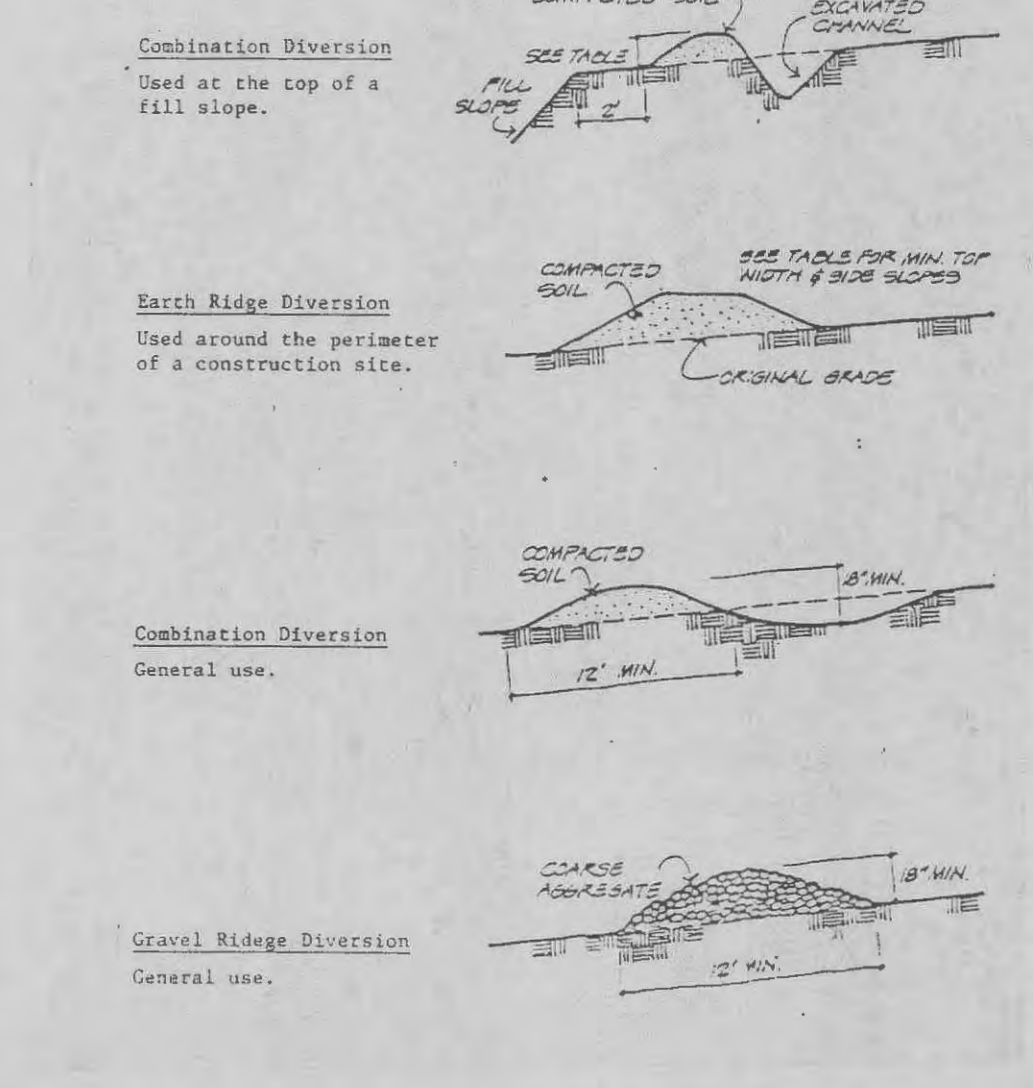 Combination Diversion
Used at the top of a
fill slope.
SOIL
EXCAVATED
CHANNEL
SEE TABLE
FILL
SLOPE
2'
Earth Ridge Diversion
Used around the perimeter
of a construction site.
COMPACTED
SOIL
SEE TABLE FOR MIN. TOP
WIDTH & SIDE SLOPES
ORIGINAL GRADE
Combination Diversion
General use.
COMPACTED
SOIL
18" MIN.
12' MIN.
Gravel Ridege Diversion
General use.
COARSE
AGGREGATE
18" MIN.
12' MIN.